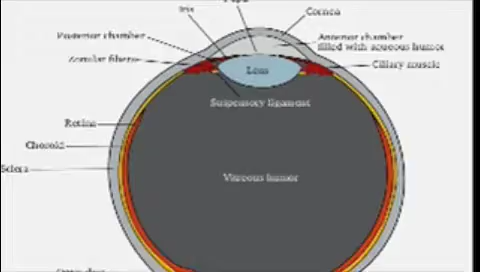 Iris
Cornea
Posterior chamber
Anterior chamber
filled with aqueous humor
Zonular fibers
Ciliary muscle
Lens
Suspensory ligament
Retina
Choroid
Sclera
Vitreous humor